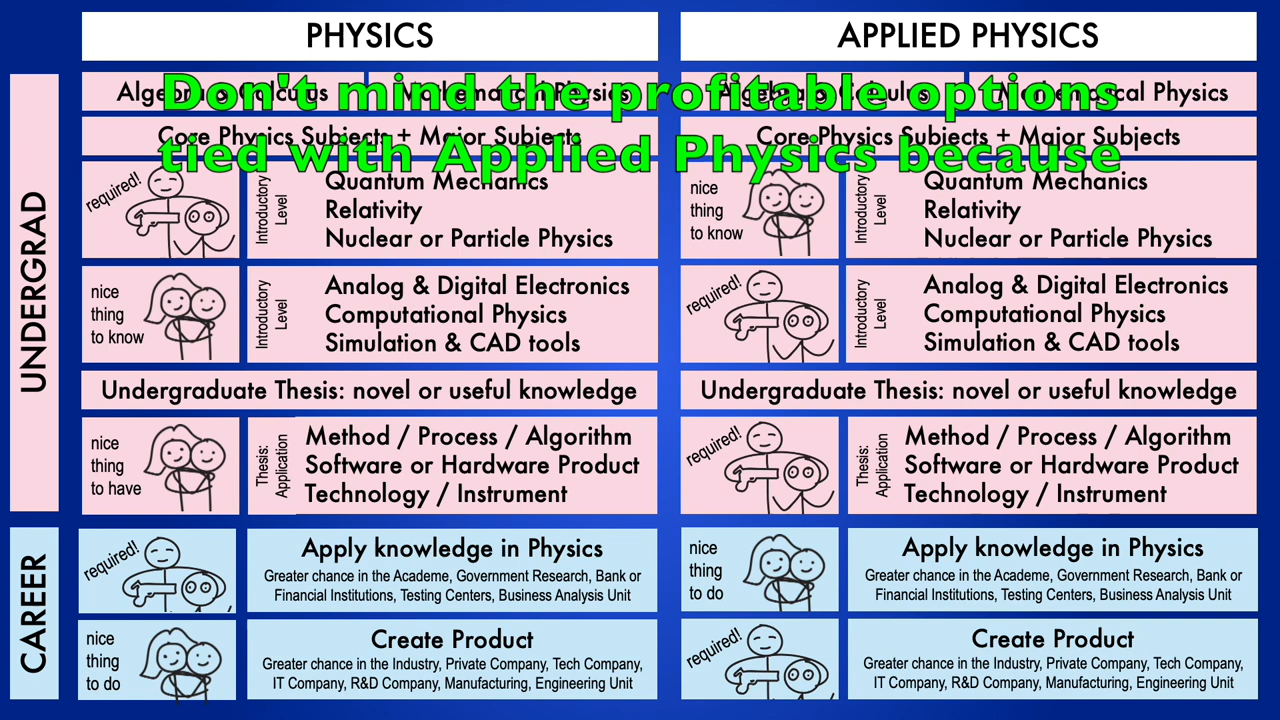 PHYSICS
APPLIED PHYSICS
Don't mind the profitable options
tied with Applied Physics because
UNDERGRAD
Algebra & Calculus
Mathematical Physics
Algebra & Calculus
Mathematical Physics
Core Physics Subjects + Major Subjects
Core Physics Subjects + Major Subjects
required!
Introductory
Level
Quantum Mechanics
Relativity
Nuclear or Particle Physics
nice
thing
to know
Introductory
Level
Quantum Mechanics
Relativity
Nuclear or Particle Physics
nice
thing
to know
Introductory
Level
Analog & Digital Electronics
Computational Physics
Simulation & CAD tools
required!
Introductory
Level
Analog & Digital Electronics
Computational Physics
Simulation & CAD tools
Undergraduate Thesis: novel or useful knowledge
Undergraduate Thesis: novel or useful knowledge
nice
thing
to have
Thesis:
Application
Method / Process / Algorithm
Software or Hardware Product
Technology / Instrument
required!
Thesis:
Application
Method / Process / Algorithm
Software or Hardware Product
Technology / Instrument
CAREER
required!
Apply knowledge in Physics
Greater chance in the Academe, Government Research, Bank or
Financial Institutions, Testing Centers, Business Analysis Unit
nice
thing
to do
Apply knowledge in Physics
Greater chance in the Academe, Government Research, Bank or
Financial Institutions, Testing Centers, Business Analysis Unit
nice
thing
to do
Create Product
Greater chance in the Industry, Private Company, Tech Company,
IT Company, R&D Company, Manufacturing, Engineering Unit
required!
Create Product
Greater chance in the Industry, Private Company, Tech Company,
IT Company, R&D Company, Manufacturing, Engineering Unit